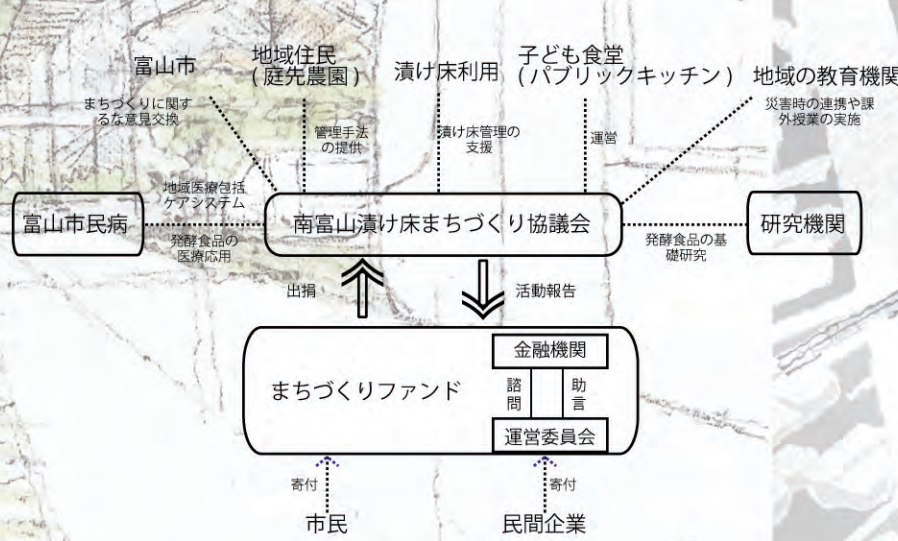 富山市
地域住民
(庭先農園)
漬け床利用
子ども食堂
(パブリックキッチン)
地域の教育機関
まちづくりに関す
るな意見交換
管理手法
の提供
漬け床管理の
支援
運営
災害時の連携や課
外授業の実施
富山市民病
地域医療包括
ケアシステム
発酵食品の
医療応用
南富山漬け床まちづくり協議会
発酵食品の基
礎研究
研究機関
出捐
活動報告
まちづくりファンド
金融機関
諮問
助言
運営委員会
寄付
寄付
市民
民間企業